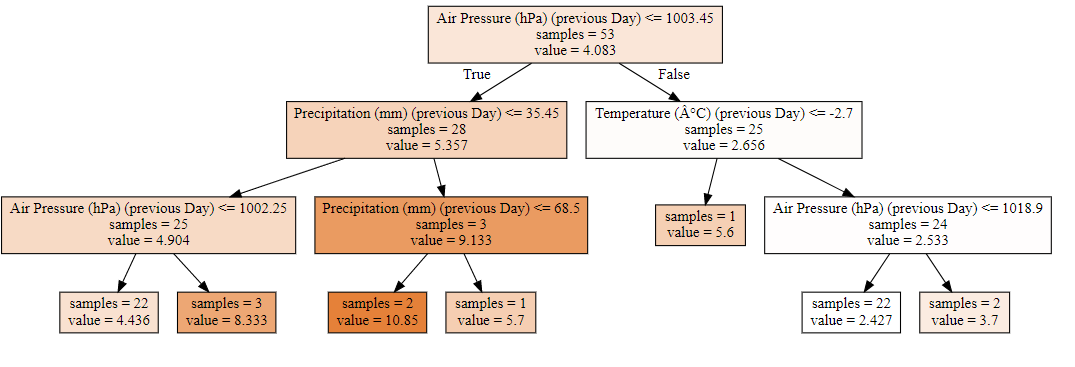 Air Pressure (hPa) (previous Day) <= 1003.45
samples = 53
value = 4.083
True
False
Precipitation (mm) (previous Day) <= 35.45
samples = 28
value = 5.357
Temperature (Â°C) (previous Day) <= -2.7
samples = 25
value = 2.656
Air Pressure (hPa) (previous Day) <= 1002.25
samples = 25
value = 4.904
Precipitation (mm) (previous Day) <= 68.5
samples = 3
value = 9.133
samples = 1
value = 5.6
Air Pressure (hPa) (previous Day) <= 1018.9
samples = 24
value = 2.533
samples = 22
value = 4.436
samples = 3
value = 8.333
samples = 2
value = 10.85
samples = 1
value = 5.7
samples = 22
value = 2.427
samples = 2
value = 3.7